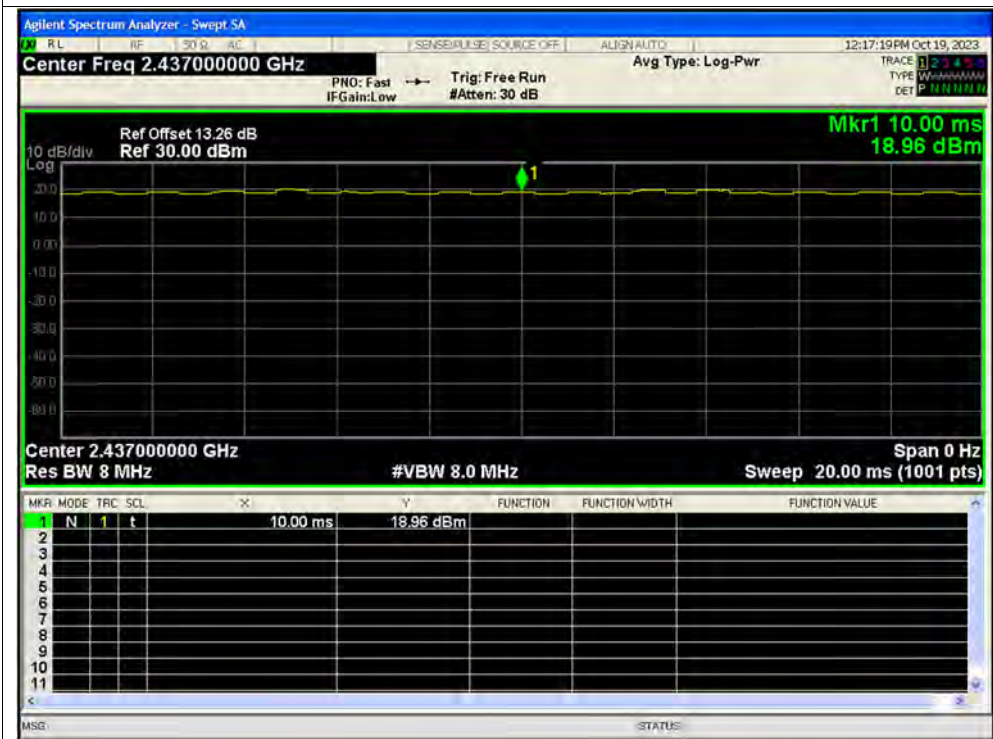 Agilent Spectrum Analyzer - Swept SA
RL RF 50 Ω AC SENSE:PULSE SOURCE OFF ALIGN AUTO 12:17:19 PM Oct 19, 2023
Center Freq 2.437000000 GHz Avg Type: Log-Pwr TRACE 1 2 3 4 5 6
PNO: Fast Trig: Free Run TYPE W
IFGain:Low #Atten: 30 dB DET P N N N N N
Mkr1 10.00 ms
Ref Offset 13.26 dB
10 dB/div Ref 30.00 dBm 18.96 dBm
Log
1
20.0
10.0
0.00
-10.0
-20.0
-30.0
-40.0
-50.0
-60.0
Center 2.437000000 GHz Span 0 Hz
Res BW 8 MHz #VBW 8.0 MHz Sweep 20.00 ms (1001 pts)
MKR MODE TRC SCL X Y FUNCTION FUNCTION WIDTH FUNCTION VALUE
1 N 1 t 10.00 ms 18.96 dBm
2
3
4
5
6
7
8
9
10
11
MSG STATUS